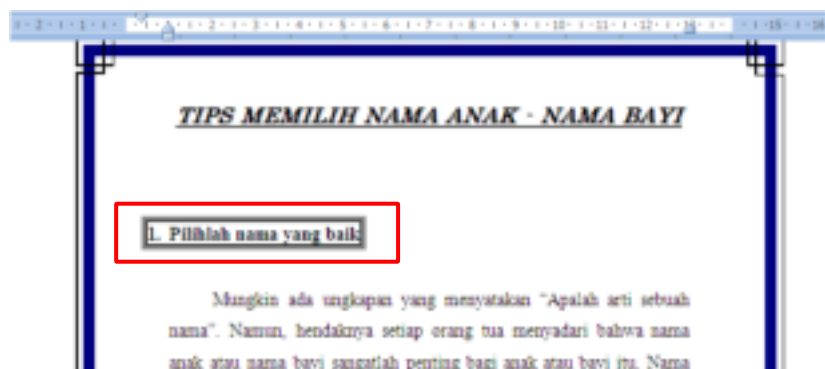 TIPS MEMILIH NAMA ANAK - NAMA BAYI
1. Pilihlah nama yang baik
Mungkin ada ungkapan yang menyatakan "Apalah arti sebuah
nama". Namun, hendaknya setiap orang tua menyadari bahwa nama
anak atau nama bayi sangatlah penting bagi anak atau bayi itu. Nama